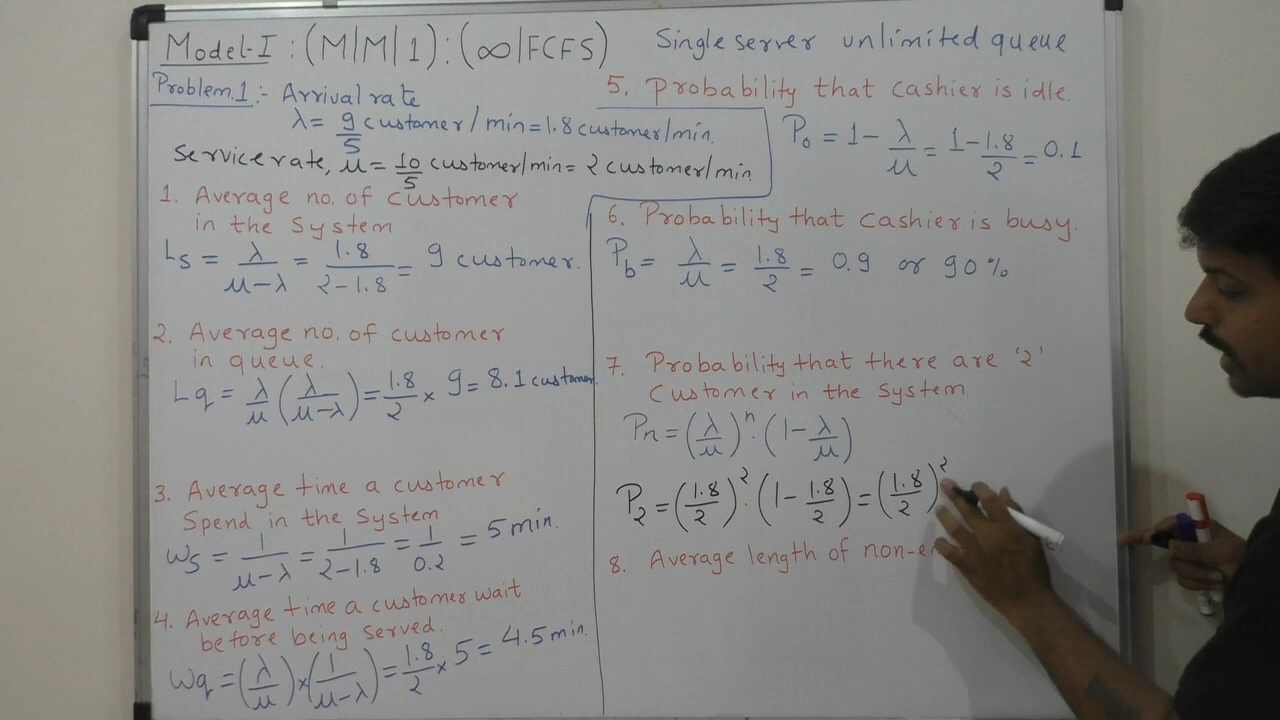 Model-I : (M|M|1) : (∞|FCFS) Single server unlimited queue
Problem.1 :- Arrival rate
λ = 9/5 customer / min = 1.8 customer/min.
Service rate, μ = 10/5 customer/min = 2 customer/min
1. Average no. of customer
in the system
Ls = λ/(μ-λ) = 1.8/(2-1.8) = 9 customer.
2. Average no. of customer
in queue.
Lq = λ/μ (λ/(μ-λ)) = 1.8/2 × 9 = 8.1 customer
3. Average time a customer
Spend in the system
Ws = 1/(μ-λ) = 1/(2-1.8) = 1/0.2 = 5 min.
4. Average time a customer wait
before being served.
Wq = (λ/μ) × (1/(μ-λ)) = 1.8/2 × 5 = 4.5 min.
5. Probability that cashier is idle.
P₀ = 1 - λ/μ = 1 - 1.8/2 = 0.1
6. Probability that cashier is busy.
Pb = λ/μ = 1.8/2 = 0.9 or 90%
7. Probability that there are '2'
Customer in the system.
Pn = (λ/μ)ⁿ · (1 - λ/μ)
P₂ = (1.8/2)² · (1 - 1.8/2) = (1.8/2)²
8. Average length of